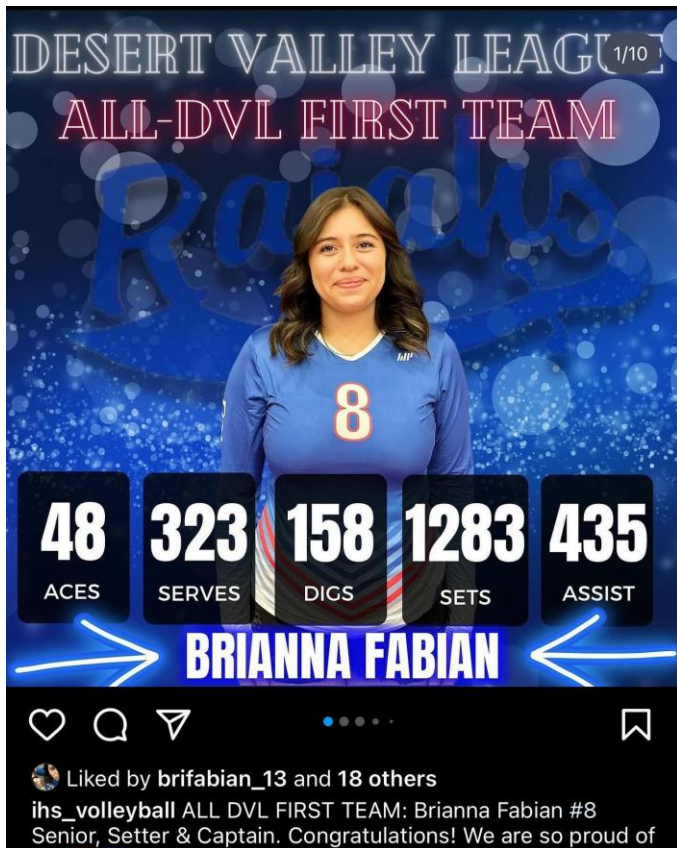 DESERT VALLEY LEAGUE
1/10
ALL-DVL FIRST TEAM
Rajahs
8
48 323 158 1283 435
ACES SERVES DIGS SETS ASSIST
BRIANNA FABIAN
Liked by brifabian_13 and 18 others
ihs_volleyball ALL DVL FIRST TEAM: Brianna Fabian #8
Senior, Setter & Captain. Congratulations! We are so proud of